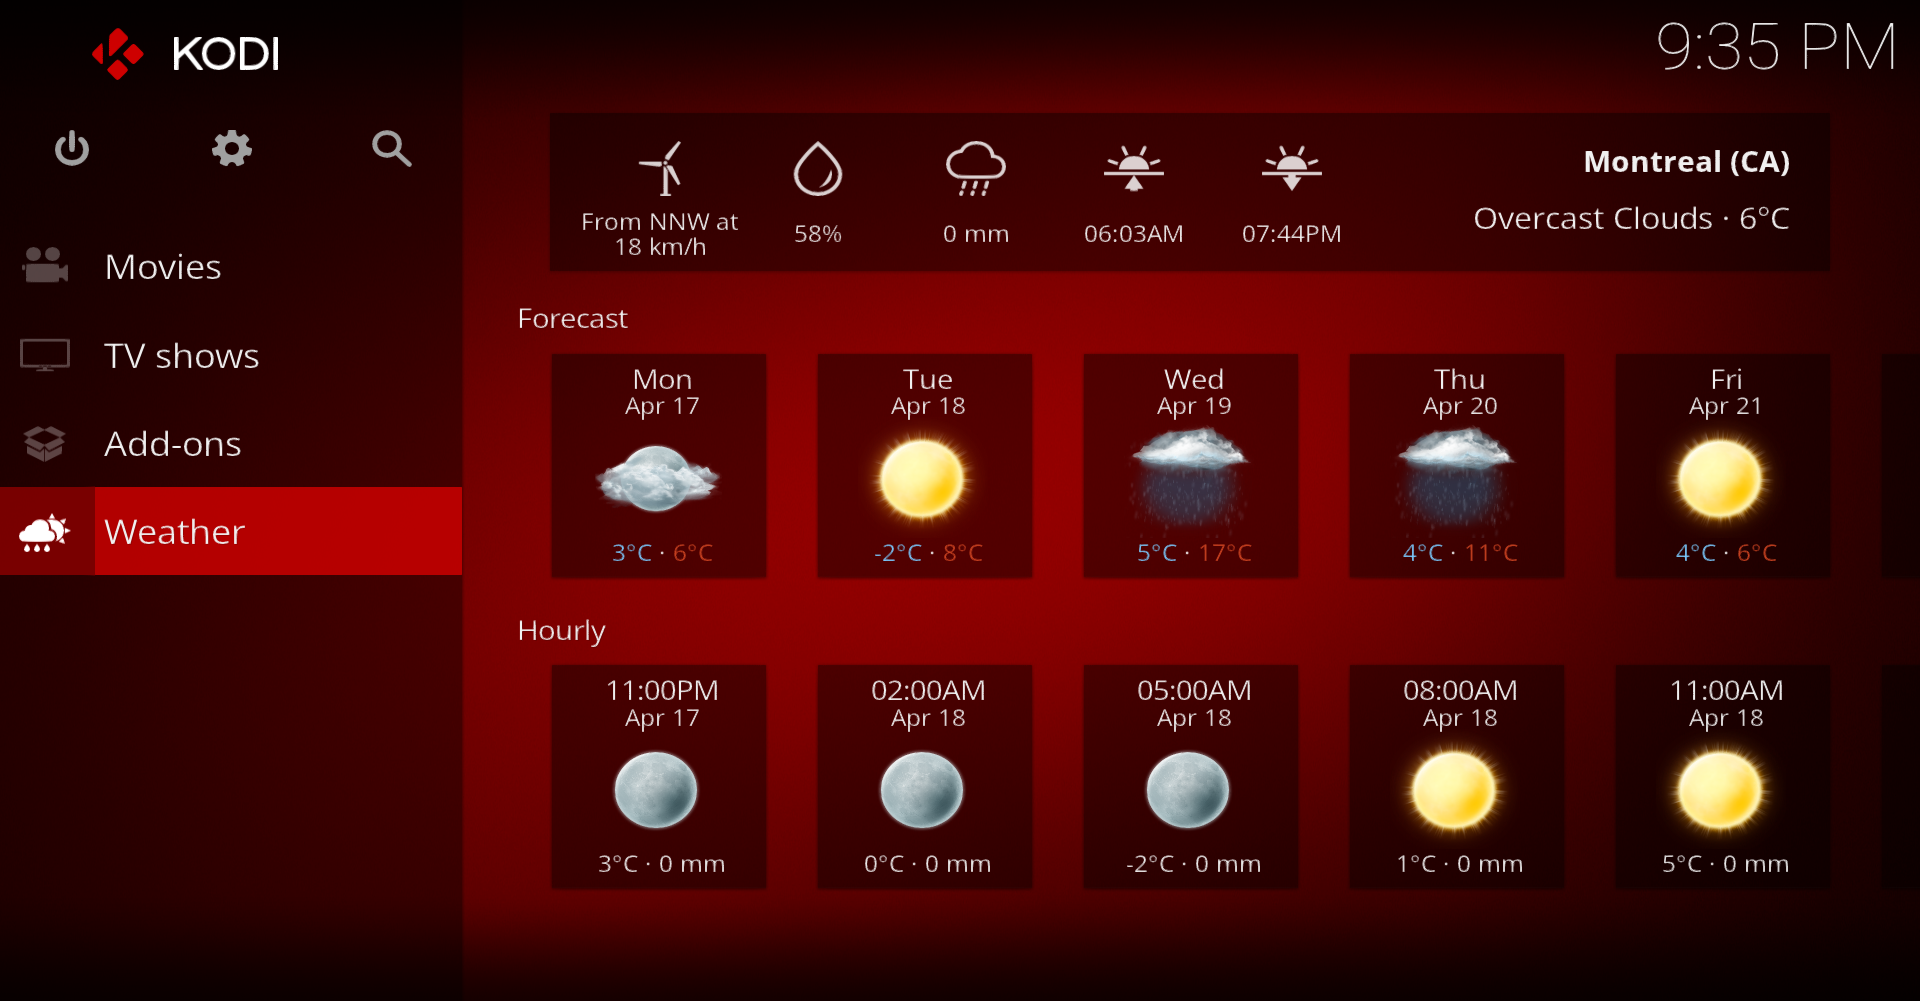 KODI
9:35 PM
Movies
TV shows
Add-ons
Weather
From NNW at
18 km/h
58%
0 mm
06:03AM
07:44PM
Montreal (CA)
Overcast Clouds · 6°C
Forecast
Mon
Apr 17
3°C · 6°C
Tue
Apr 18
-2°C · 8°C
Wed
Apr 19
5°C · 17°C
Thu
Apr 20
4°C · 11°C
Fri
Apr 21
4°C · 6°C
Hourly
11:00PM
Apr 17
3°C · 0 mm
02:00AM
Apr 18
0°C · 0 mm
05:00AM
Apr 18
-2°C · 0 mm
08:00AM
Apr 18
1°C · 0 mm
11:00AM
Apr 18
5°C · 0 mm